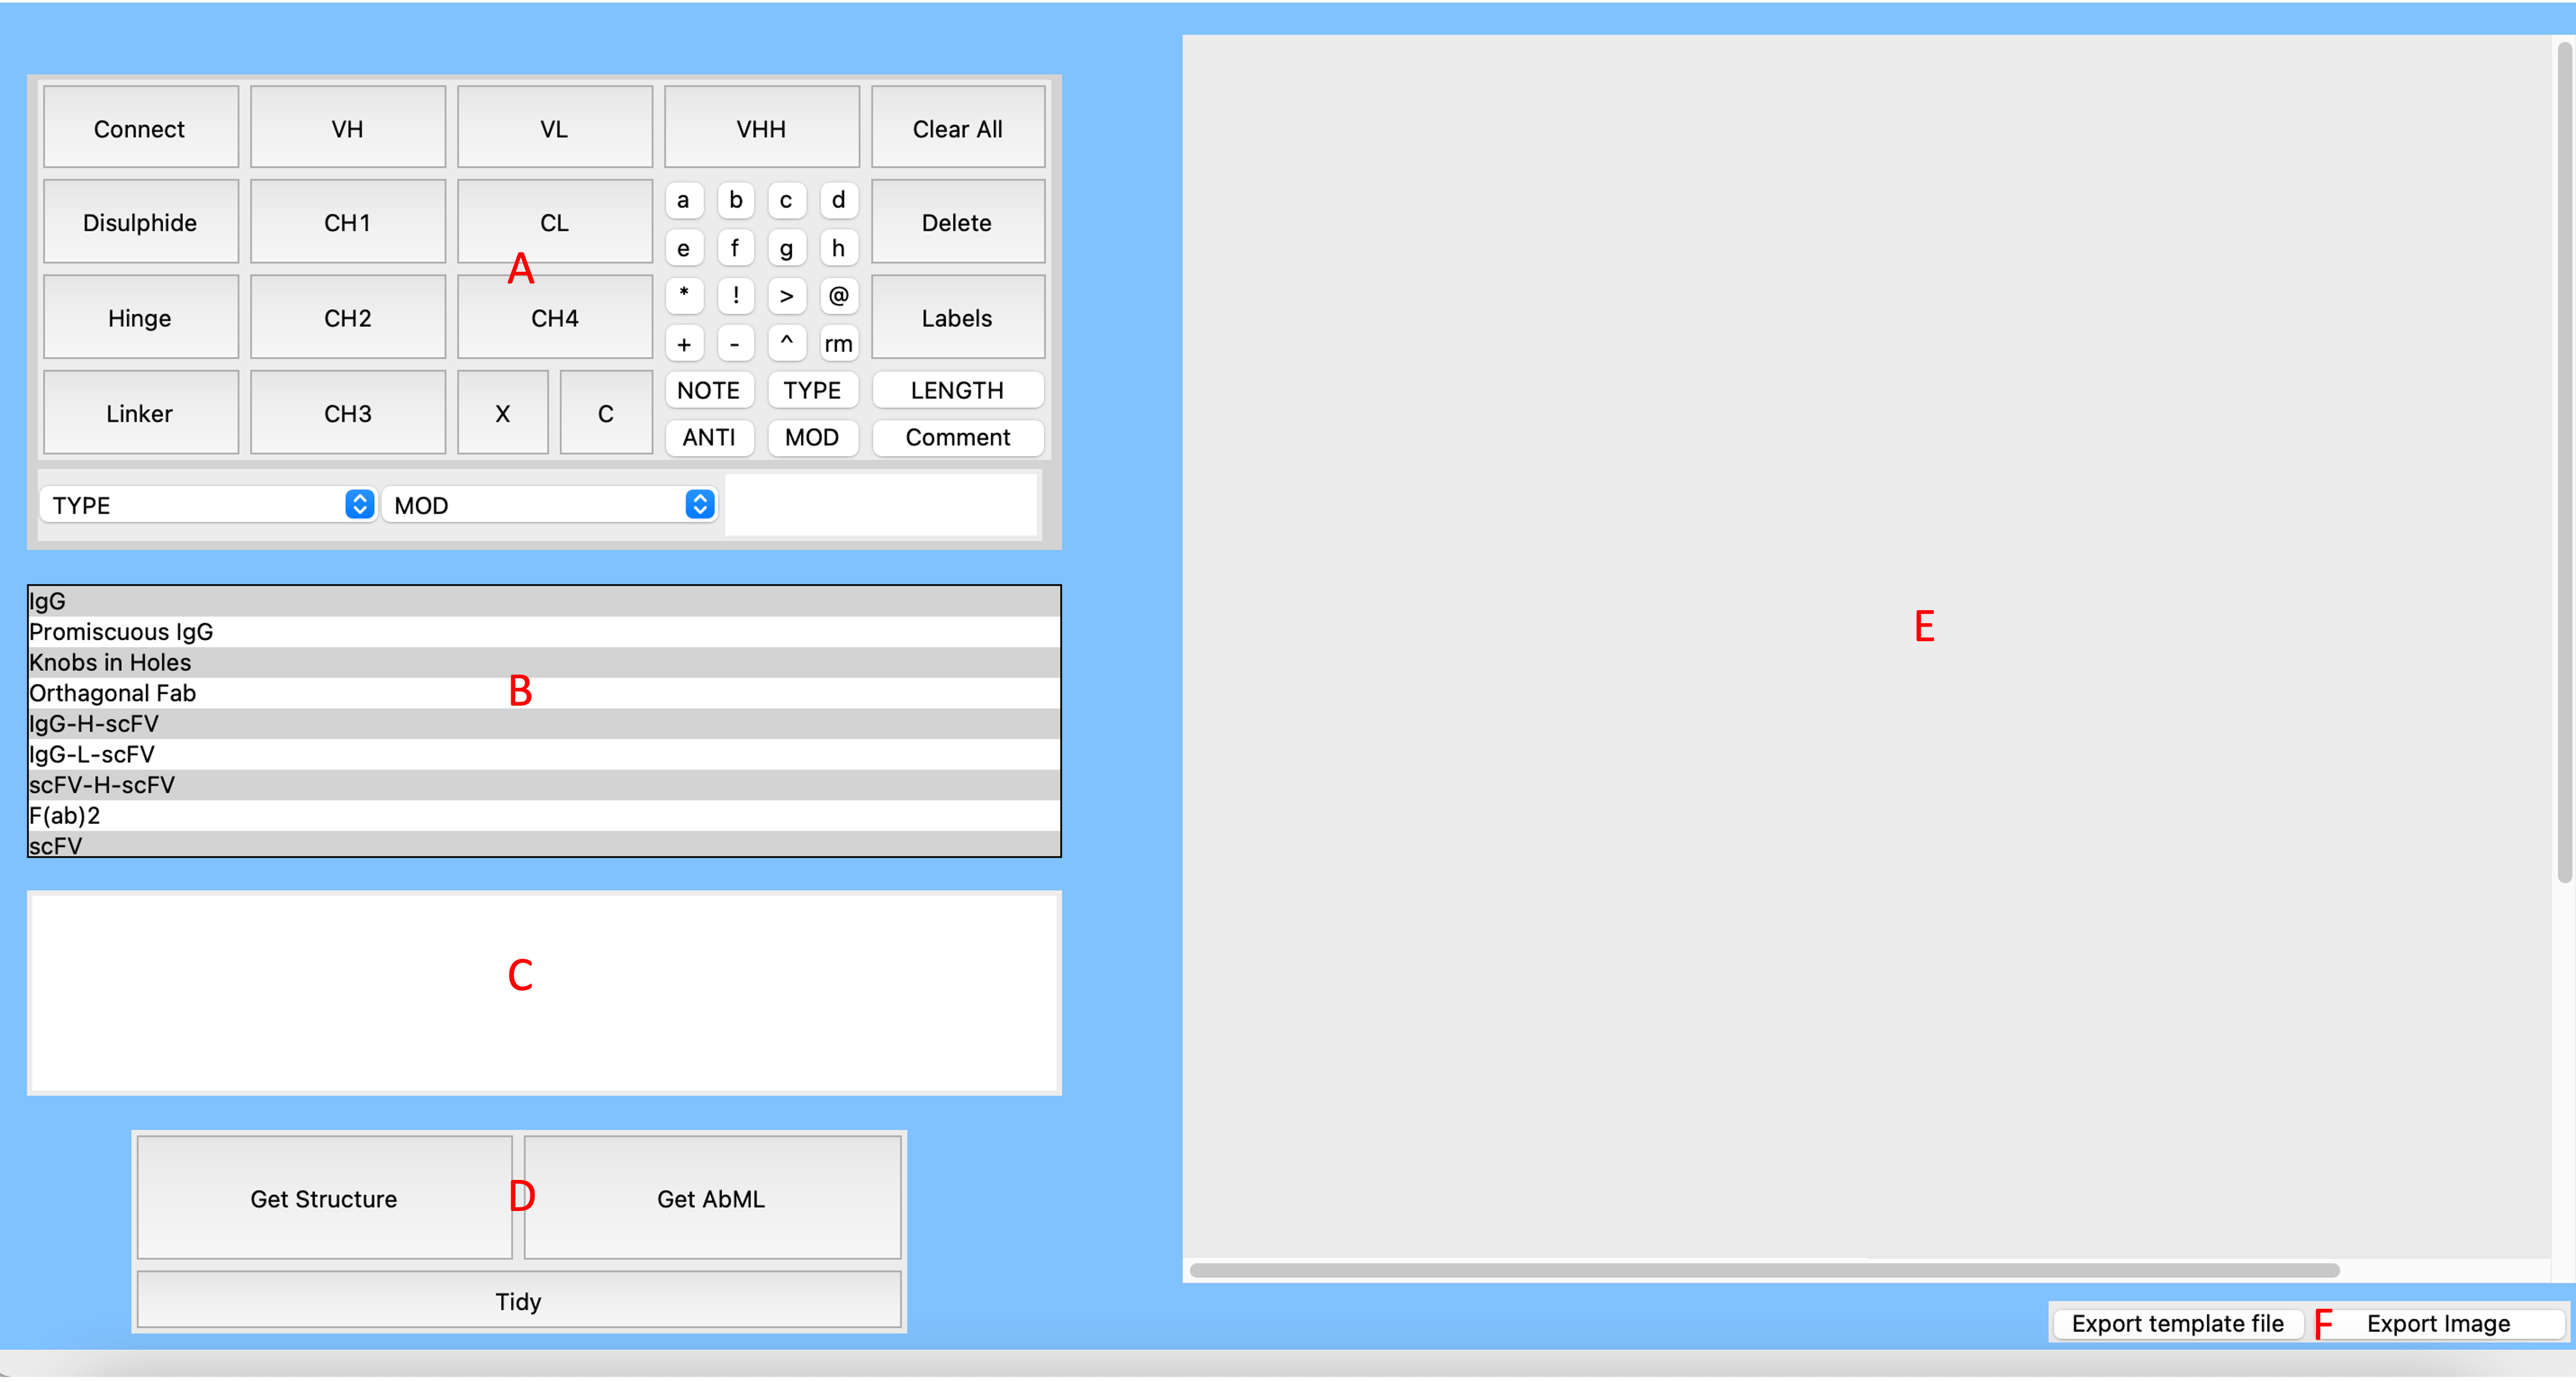 Connect VH VL VHH Clear All
a b c d
Disulphide CH1 CL Delete
e f g h
A
* ! > @
Hinge CH2 CH4 Labels
+ - ^ rm
NOTE TYPE LENGTH
Linker CH3 X C
ANTI MOD Comment
TYPE MOD
IgG
Promiscuous IgG
Knobs in Holes
Orthagonal Fab
B
IgG-H-scFV
IgG-L-scFV
scFV-H-scFV
F(ab)2
scFV
C
Get Structure D Get AbML
Tidy
E
Export template file F Export Image